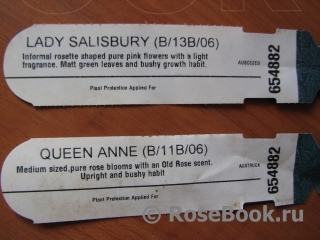 LADY SALISBURY (B/13B/06)
Informal rosette shaped pure pink flowers with a light
fragrance. Matt green leaves and bushy growth habit.
Plant Protection Applied For
AUSCEZED
654882
QUEEN ANNE (B/11B/06)
Medium sized,pure rose blooms with an Old Rose scent.
Upright and bushy habit
Plant Protection Applied For
AUSTRUCK
654882
© RoseBook.ru